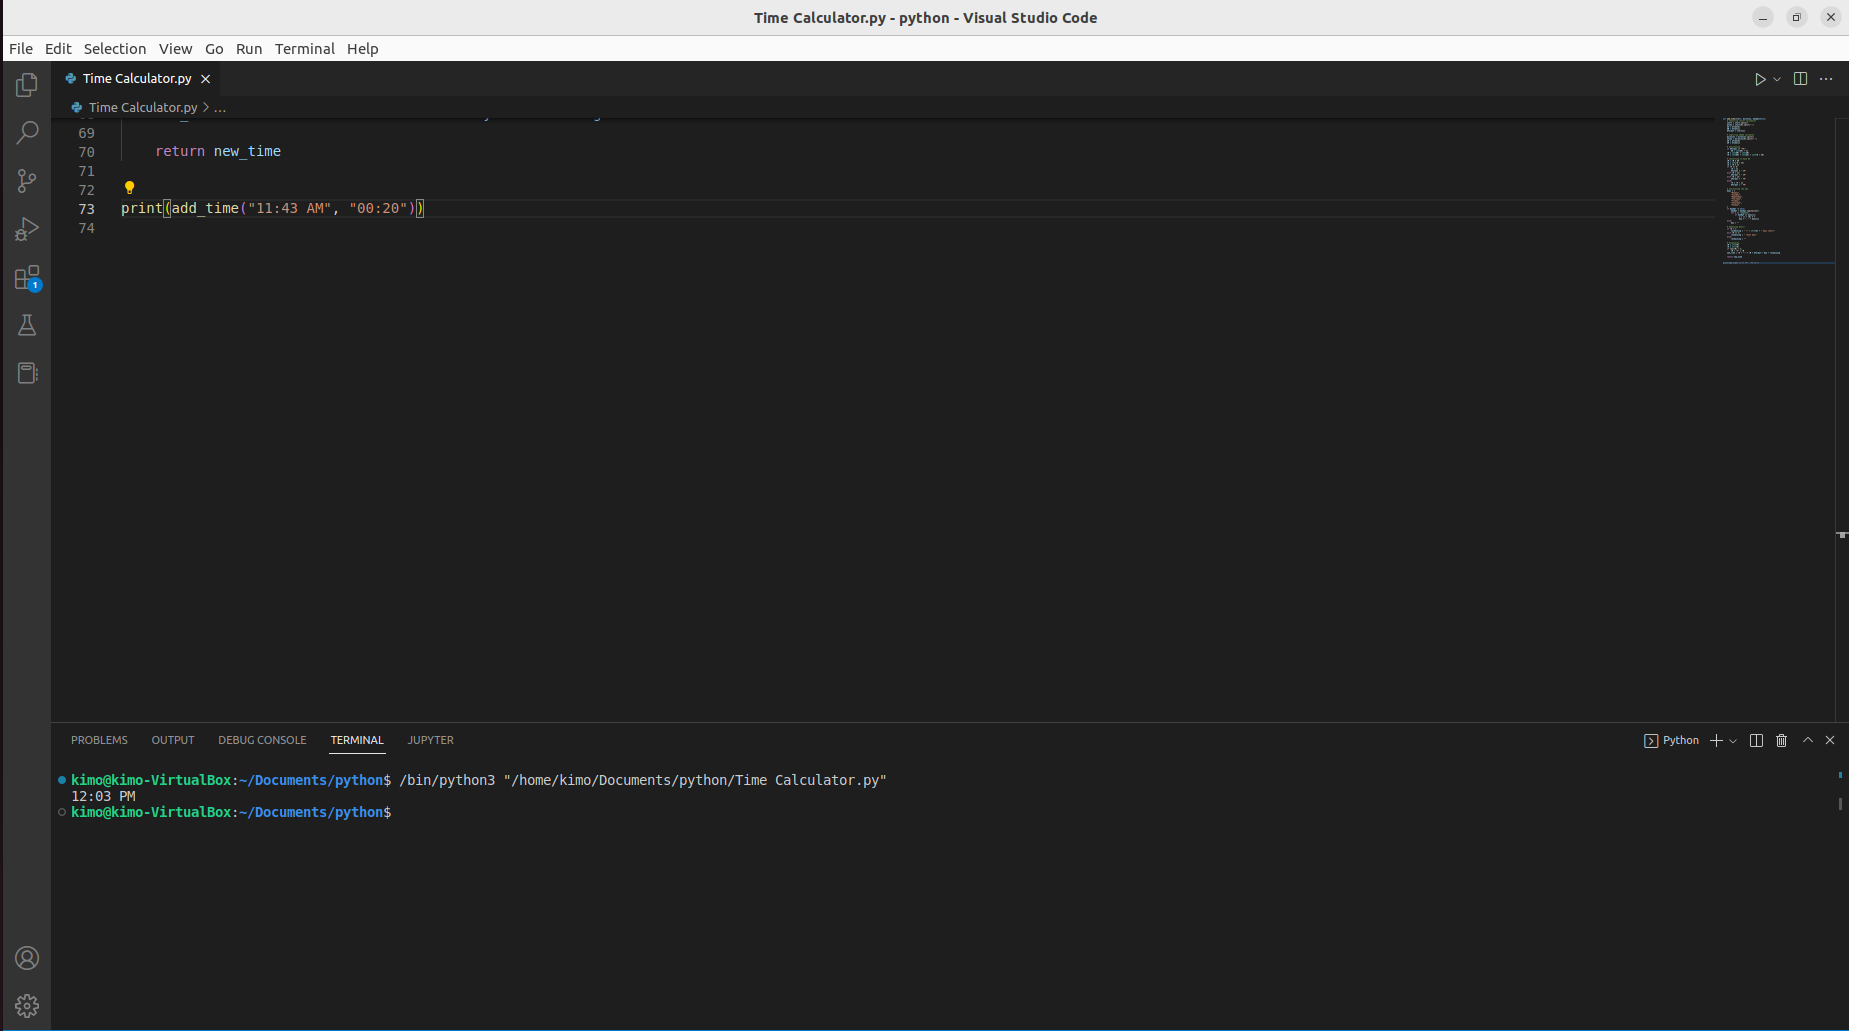 Time Calculator.py - python - Visual Studio Code
File Edit Selection View Go Run Terminal Help
Time Calculator.py
Time Calculator.py > ...
69
70 return new_time
71
72
73 print(add_time("11:43 AM", "00:20"))
74
1
PROBLEMS OUTPUT DEBUG CONSOLE TERMINAL JUPYTER Python
kimo@kimo-VirtualBox:~/Documents/python$ /bin/python3 "/home/kimo/Documents/python/Time Calculator.py"
12:03 PM
kimo@kimo-VirtualBox:~/Documents/python$